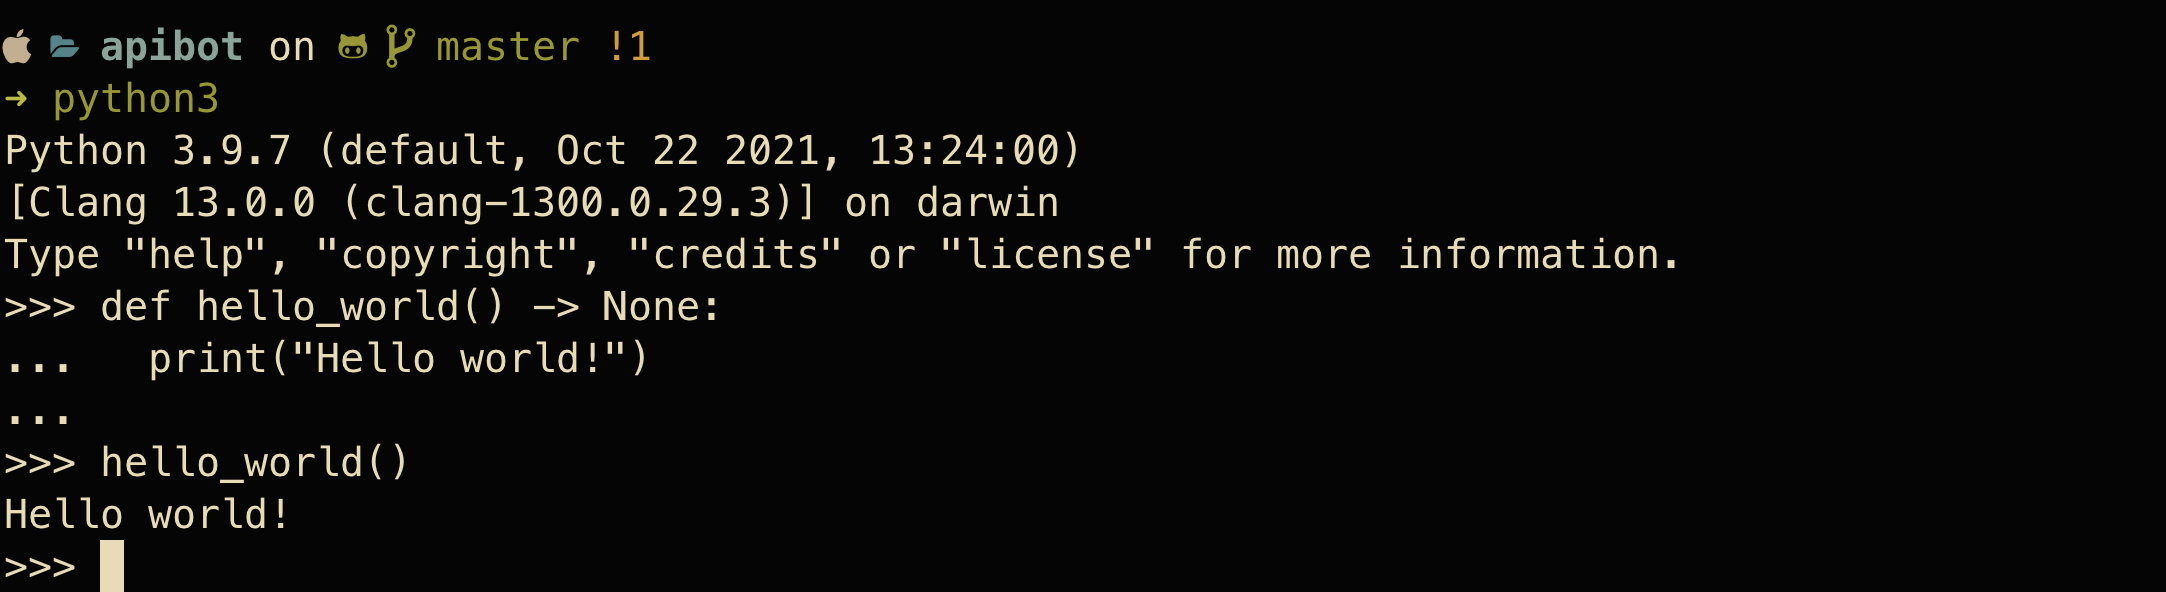 apibot on master !1
➜ python3
Python 3.9.7 (default, Oct 22 2021, 13:24:00)
[Clang 13.0.0 (clang-1300.0.29.3)] on darwin
Type "help", "copyright", "credits" or "license" for more information.
>>> def hello_world() -> None:
...   print("Hello world!")
...
>>> hello_world()
Hello world!
>>>